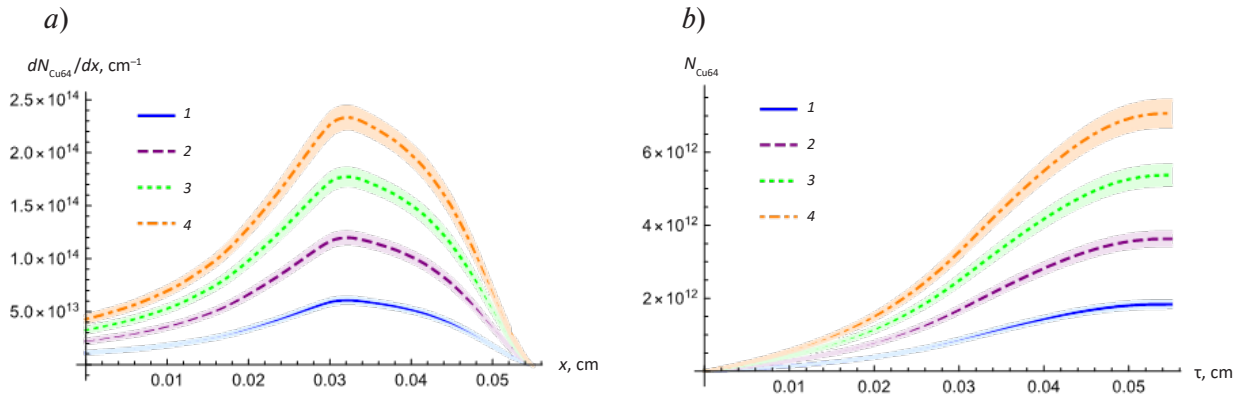 a)
dN_Cu64/dx, cm⁻¹
2.5 × 10¹⁴
2.0 × 10¹⁴
1.5 × 10¹⁴
1.0 × 10¹⁴
5.0 × 10¹³
1
2
3
4
0.01 0.02 0.03 0.04 0.05 x, cm
b)
N_Cu64
6 × 10¹²
4 × 10¹²
2 × 10¹²
1
2
3
4
0.01 0.02 0.03 0.04 0.05 τ, cm